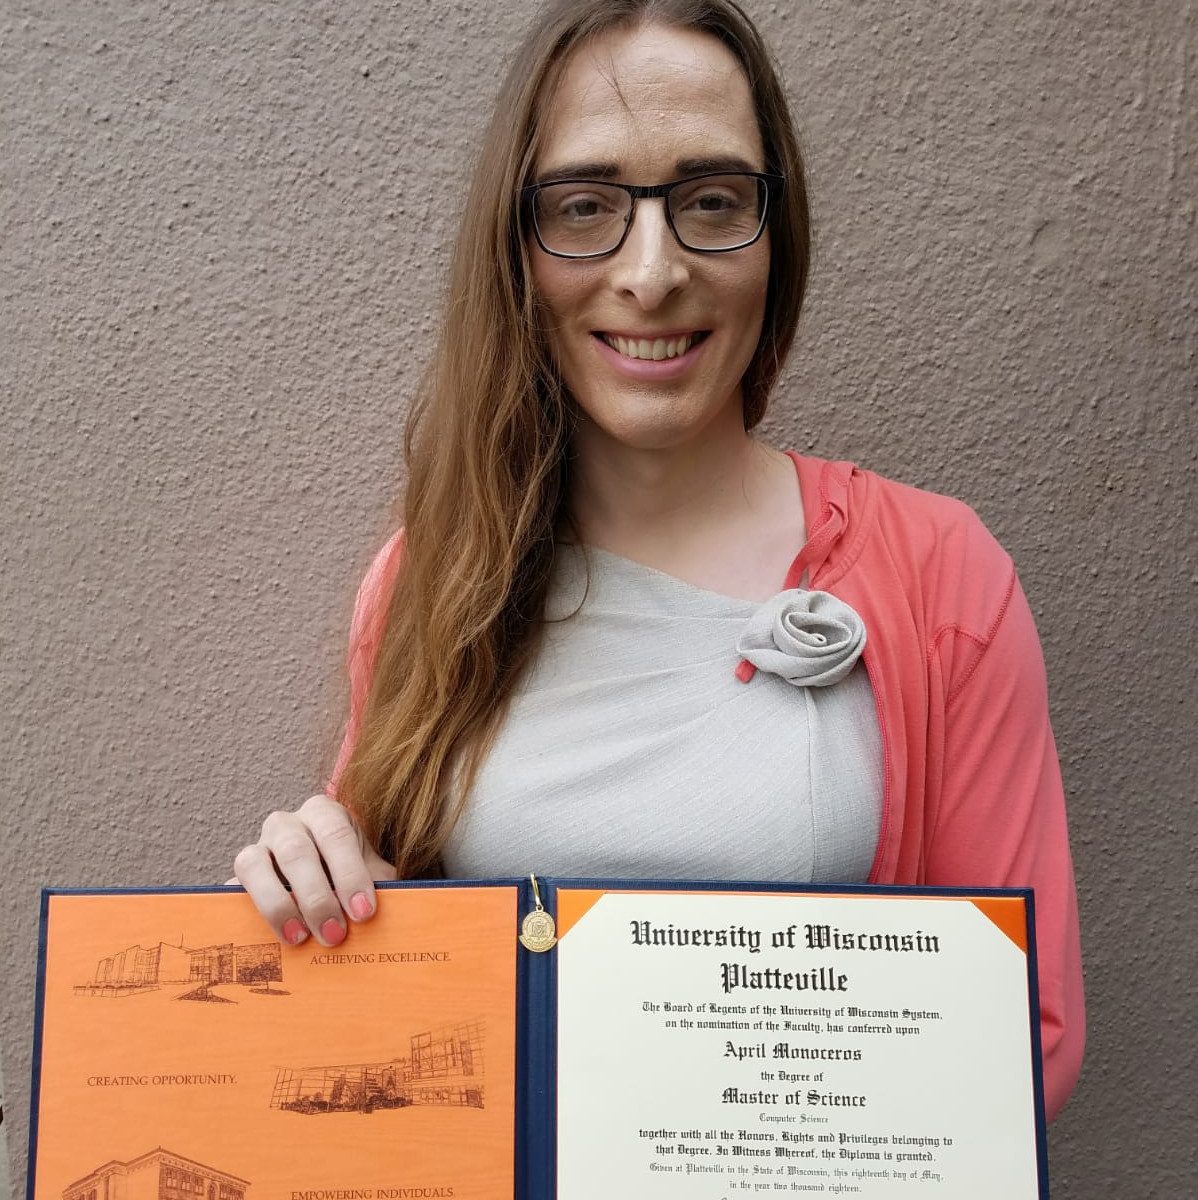 ACHIEVING EXCELLENCE.
CREATING OPPORTUNITY.
EMPOWERING INDIVIDUALS.
University of Wisconsin
Platteville
The Board of Regents of the University of Wisconsin System,
on the nomination of the Faculty, has conferred upon
April Monoceros
the Degree of
Master of Science
Computer Science
together with all the Honors, Rights and Privileges belonging to
that Degree. In Witness Whereof, the Diploma is granted.
Given at Platteville in the State of Wisconsin, this eighteenth day of May,
in the year two thousand eighteen.